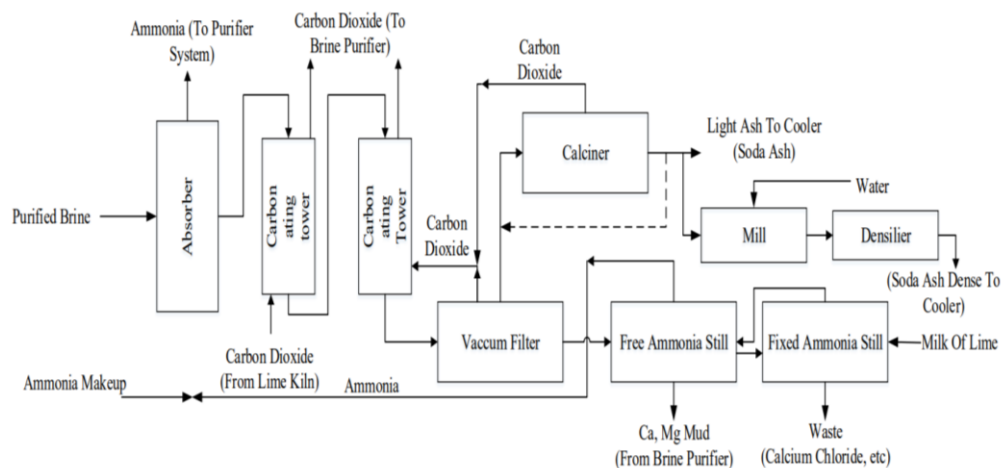 Ammonia (To Purifier
System)
Carbon Dioxide (To
Brine Purifier)
Carbon
Dioxide
Light Ash To Cooler
(Soda Ash)
Calciner
Absorber
Carbon
ating
tower
Carbon
ating
Tower
Water
Purified Brine
Carbon
Dioxide
Mill
Densilier
(Soda Ash Dense To
Cooler)
Vaccum Filter
Free Ammonia Still
Fixed Ammonia Still
Milk Of Lime
Carbon Dioxide
(From Lime Kiln)
Ammonia Makeup
Ammonia
Ca, Mg Mud
(From Brine Purifier)
Waste
(Calcium Chloride, etc)